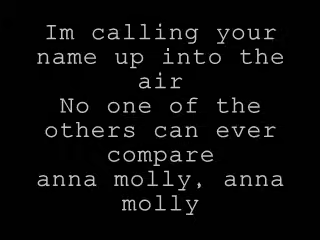 Im calling your
name up into the
air
No one of the
others can ever
compare
anna molly, anna
molly